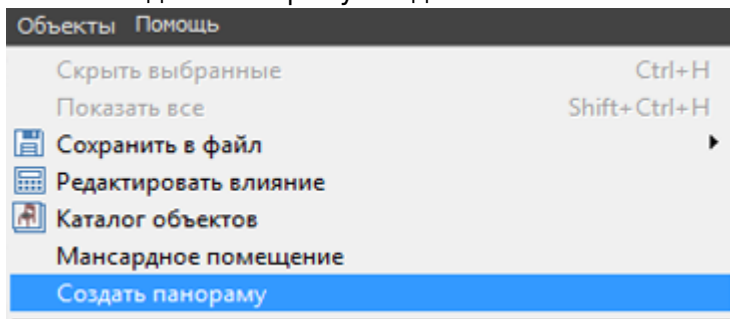 Объекты Помощь
Скрыть выбранные Ctrl+H
Показать все Shift+Ctrl+H
Сохранить в файл
Редактировать влияние
Каталог объектов
Мансардное помещение
Создать панораму